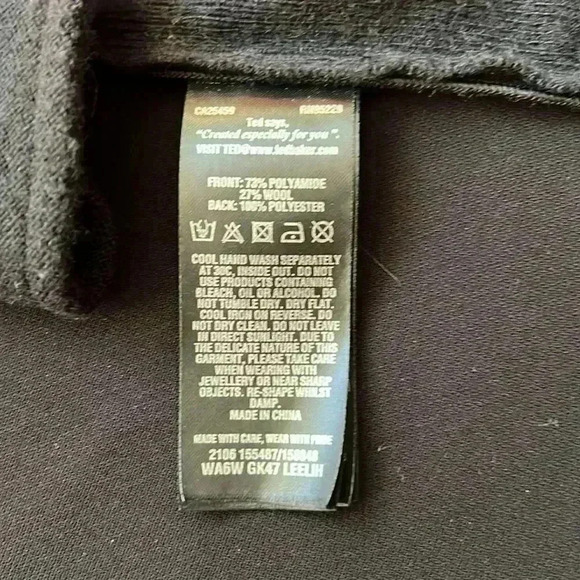 CA25459 RN95228
Ted says,
"Created especially for you".
VISIT TED@www.tedbaker.com
FRONT: 73% POLYAMIDE
27% WOOL
BACK: 100% POLYESTER
COOL HAND WASH SEPARATELY
AT 30C, INSIDE OUT. DO NOT
USE PRODUCTS CONTAINING
BLEACH, OIL OR ALCOHOL. DO
NOT TUMBLE DRY. DRY FLAT.
COOL IRON ON REVERSE. DO
NOT DRY CLEAN. DO NOT LEAVE
IN DIRECT SUNLIGHT. DUE TO
THE DELICATE NATURE OF THIS
GARMENT. PLEASE TAKE CARE
WHEN WEARING WITH
JEWELLERY OR NEAR SHARP
OBJECTS. RE-SHAPE WHILST
DAMP.
MADE IN CHINA
MADE WITH CARE, WEAR WITH PRIDE
2106 155487/158848
WA6W GK47 LEELIH